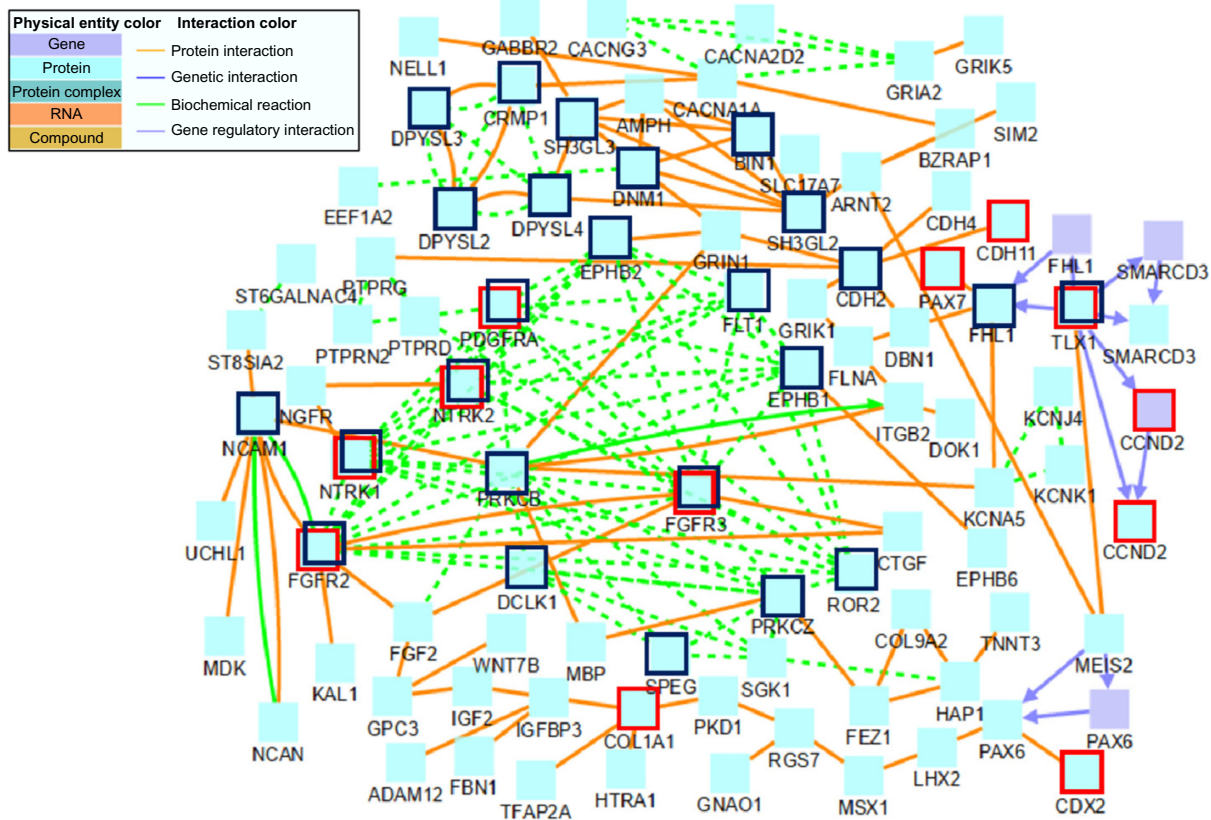 Physical entity color Interaction color
Gene
Protein
Protein complex
RNA
Compound
Protein interaction
Genetic interaction
Biochemical reaction
Gene regulatory interaction
NELL1
GABBR2
CACNG3
CACNA2D2
GRIK5
GRIA2
CACNA1A
DPYSL3
CRMP1
SH3GL3
AMPH
BIN1
SIM2
BZRAP1
SLC17A7
ARNT2
EEF1A2
DPYSL2
DPYSL4
DNM1
SH3GL2
CDH4
CDH11
EPHB2
GRIN1
CDH2
PAX7
FHL1
SMARCD3
ST6GALNAC4
PTPRG
PDGFRA
FLT1
GRIK1
DBN1
FHL1
TLX1
SMARCD3
ST8SIA2
PTPRN2
PTPRD
FLNA
NGFR
NTRK2
EPHB1
ITGB2
DOK1
KCNJ4
CCND2
NCAM1
NTRK1
PRKCB
FGFR3
KCNA5
KCNK1
CCND2
UCHL1
FGFR2
DCLK1
ROR2
CTGF
EPHB6
MDK
KAL1
FGF2
WNT7B
MBP
SPEG
PRKCZ
SGK1
COL9A2
TNNT3
MEIS2
NCAN
GPC3
IGF2
IGFBP3
COL1A1
PKD1
FEZ1
HAP1
PAX6
PAX6
ADAM12
FBN1
TFAP2A
HTRA1
GNAO1
RGS7
MSX1
LHX2
CDX2